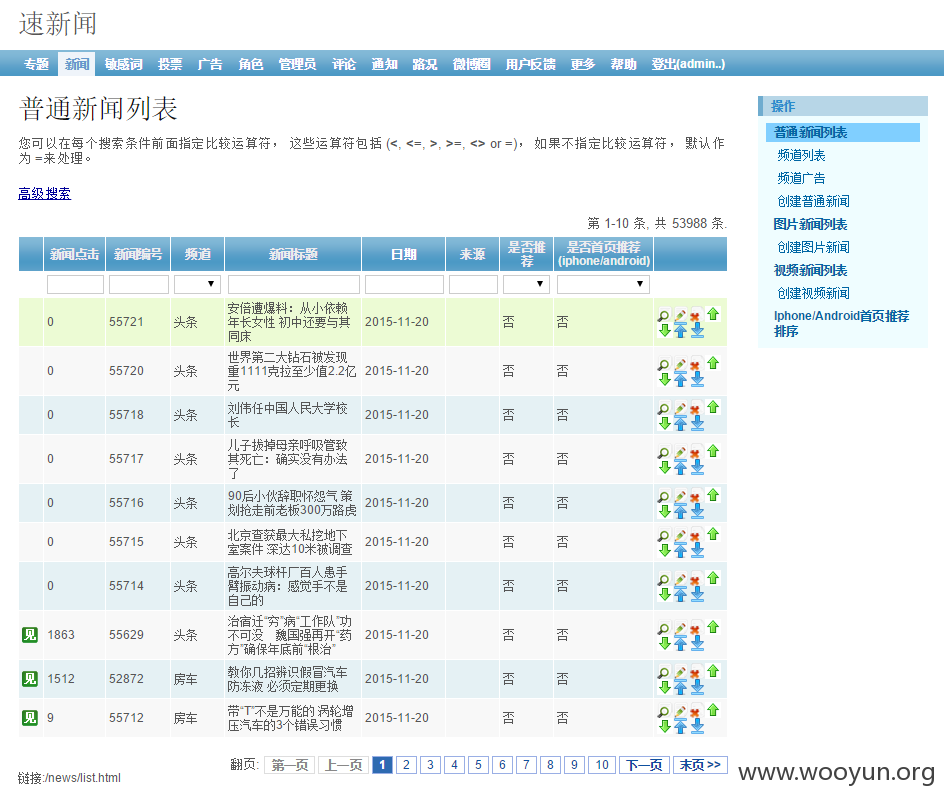 速新闻
专题 新闻 敏感词 投票 广告 角色 管理员 评论 通知 路况 微博圈 用户反馈 更多 帮助 登出(admin..)
普通新闻列表
您可以在每个搜索条件前面指定比较运算符， 这些运算符包括 (<, <=, >, >=, <> or =)， 如果不指定比较运算符， 默认作
为 =来处理。
高级搜索
第 1-10 条, 共 53988 条.
新闻点击 新闻编号 频道 新闻标题 日期 来源 是否推荐 是否首页推荐(iphone/android)
0 55721 头条 安倍遭爆料：从小依赖
年长女性 初中还要与其
同床 2015-11-20 否 否
0 55720 头条 世界第二大钻石被发现
重1111克拉至少值2.2亿
元 2015-11-20 否 否
0 55718 头条 刘伟任中国人民大学校
长 2015-11-20 否 否
0 55717 头条 儿子拔掉母亲呼吸管致
其死亡：确实没有办法
了 2015-11-20 否 否
0 55716 头条 90后小伙辞职怀怨气 策
划抢走前老板300万路虎 2015-11-20 否 否
0 55715 头条 北京查获最大私挖地下
室案件 深达10米被调查 2015-11-20 否 否
0 55714 头条 高尔夫球杆厂百人患手
臂振动病：感觉手不是
自己的 2015-11-20 否 否
见 1863 55629 头条 治宿迁“穷”病“工作队”功
不可没 魏国强再开“药
方”确保年底前“根治” 2015-11-20 否 否
见 1512 52872 房车 教你几招辨识假冒汽车
防冻液 必须定期更换 2015-11-20 否 否
见 9 55712 房车 带“T”不是万能的 涡轮增
压汽车的3个错误习惯 2015-11-20 否 否
翻页: 第一页 上一页 1 2 3 4 5 6 7 8 9 10 下一页 末页 >>
链接:/news/list.html
操作
普通新闻列表
频道列表
频道广告
创建普通新闻
图片新闻列表
创建图片新闻
视频新闻列表
创建视频新闻
Iphone/Android首页推荐
排序
www.wooyun.org